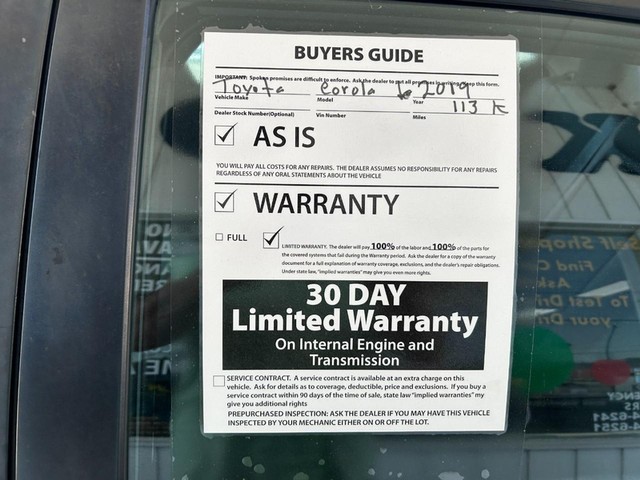 BUYERS GUIDE
IMPORTANT: Spoken promises are difficult to enforce. Ask the dealer to put all promises in writing. Keep this form.
Toyota Corola Le 2019
Vehicle Make Model Year
113 K
Dealer Stock Number(Optional) Vin Number Miles
AS IS
YOU WILL PAY ALL COSTS FOR ANY REPAIRS. THE DEALER ASSUMES NO RESPONSIBILITY FOR ANY REPAIRS
REGARDLESS OF ANY ORAL STATEMENTS ABOUT THE VEHICLE
WARRANTY
FULL
LIMITED WARRANTY. The dealer will pay 100% of the labor and 100% of the parts for
the covered systems that fail during the Warranty period. Ask the dealer for a copy of the warranty
document for a full explanation of warranty coverage, exclusions, and the dealer's repair obligations.
Under state law, "implied warranties" may give you even more rights.
30 DAY
Limited Warranty
On Internal Engine and
Transmission
SERVICE CONTRACT. A service contract is available at an extra charge on this
vehicle. Ask for details as to coverage, deductible, price and exclusions. If you buy a
service contract within 90 days of the time of sale, state law "implied warranties" my
give you additional rights
PREPURCHASED INSPECTION: ASK THE DEALER IF YOU MAY HAVE THIS VEHICLE
INSPECTED BY YOUR MECHANIC EITHER ON OR OFF THE LOT.